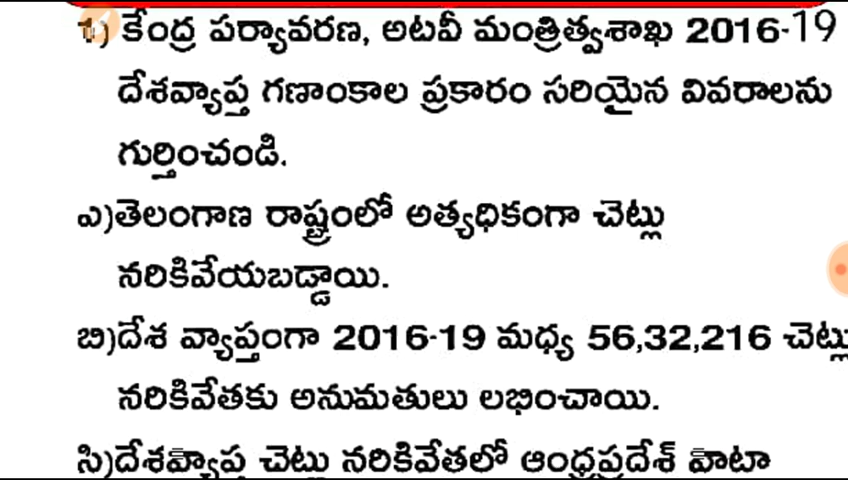 1) కేంద్ర పర్యావరణ, అటవీ మంత్రిత్వశాఖ 2016-19
దేశవ్యాప్త గణాంకాల ప్రకారం సరియైన వివరాలను
గుర్తించండి.
ఎ)తెలంగాణ రాష్ట్రంలో అత్యధికంగా చెట్లు
నరికివేయబడ్డాయి.
బి)దేశ వ్యాప్తంగా 2016-19 మధ్య 56,32,216 చెట్లు
నరికివేతకు అనుమతులు లభించాయి.
సి)దేశవ్యాప్త చెట్లు నరికివేతలో ఆంధ్రప్రదేశ్ వాటా